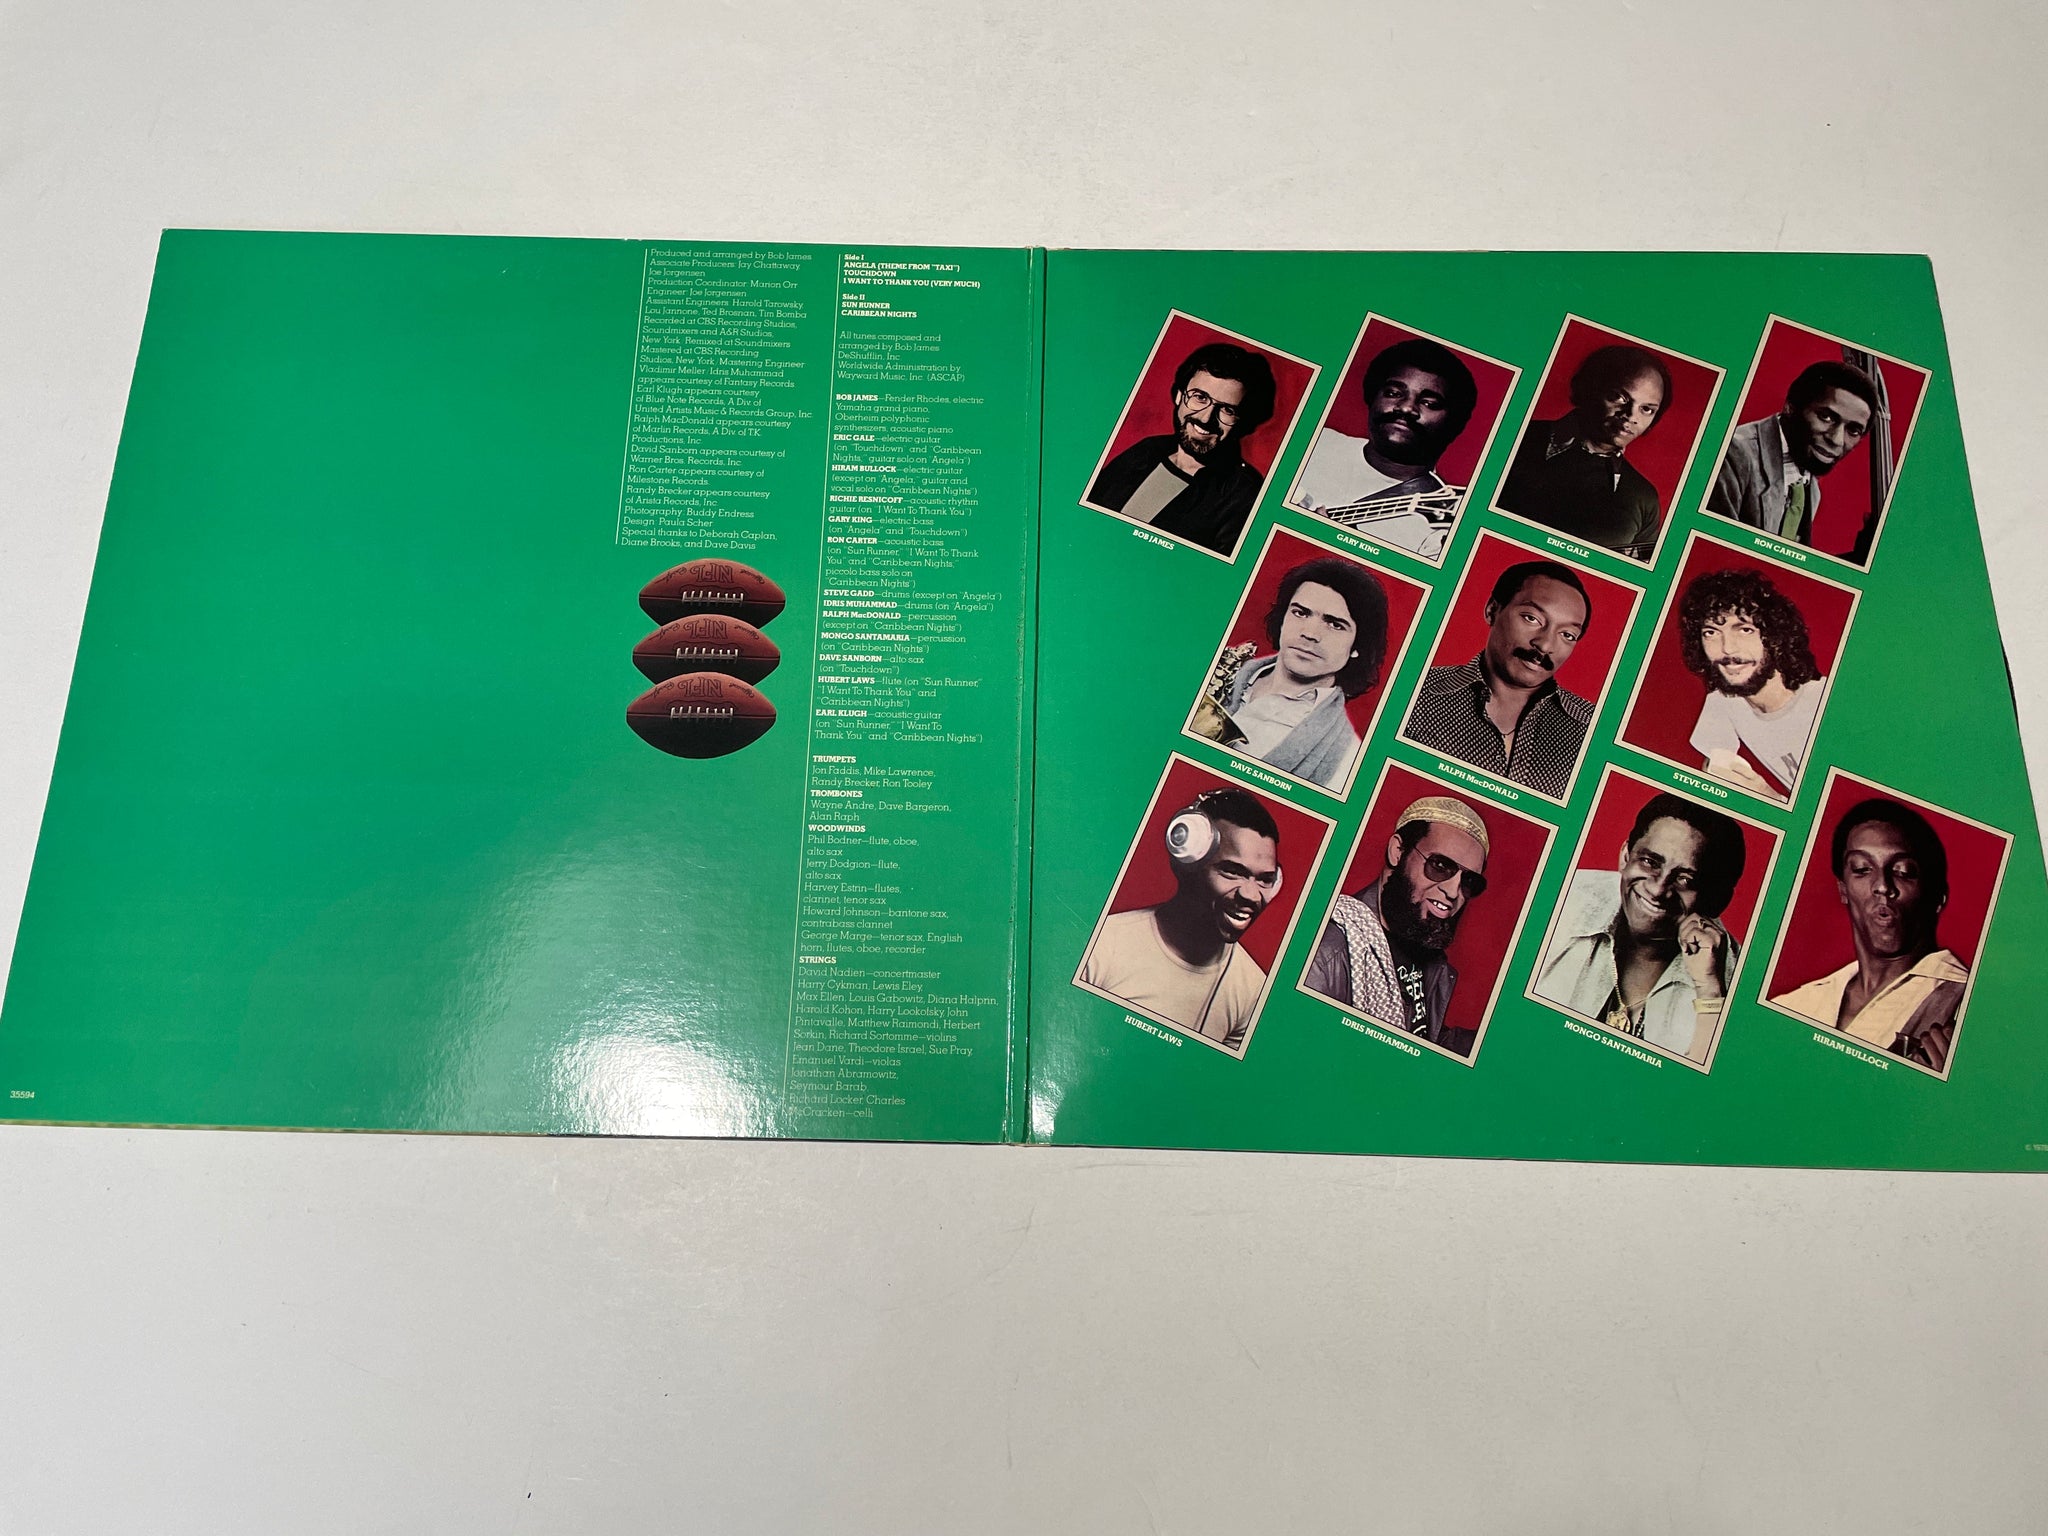 Produced and arranged by Bob James
Associate Producers: Jay Chattaway,
Joe Jorgensen
Production Coordinator: Marion Orr
Engineer: Joe Jorgensen
Assistant Engineers: Harold Tarowsky,
Lou Jannone, Ted Brosnan, Tim Bomba
Recorded at CBS Recording Studios,
Soundmixers and A&R Studios,
New York/Remixed at Soundmixers
Mastered at CBS Recording
Studios, New York/Mastering Engineer
Vladimir Meller/Idris Muhammad
appears courtesy of Fantasy Records.
Earl Klugh appears courtesy
of Blue Note Records, A Div. of
United Artists Music & Records Group, Inc.
Ralph MacDonald appears courtesy
of Marlin Records, A Div. of T.K.
Productions, Inc.
David Sanborn appears courtesy of
Warner Bros. Records, Inc.
Ron Carter appears courtesy of
Milestone Records.
Randy Brecker appears courtesy
of Arista Records, Inc.
Photography: Buddy Endress
Design: Paula Scher
Special thanks to Deborah Caplan,
Diane Brooks, and Dave Davis
NFL
NFL
NFL
35594
Side I
ANGELA (THEME FROM "TAXI")
TOUCHDOWN
I WANT TO THANK YOU (VERY MUCH)
Side II
SUN RUNNER
CARIBBEAN NIGHTS
All tunes composed and
arranged by Bob James
DeShufflin, Inc.
Worldwide Administration by
Wayward Music, Inc. (ASCAP)
BOB JAMES—Fender Rhodes, electric
Yamaha grand piano,
Oberheim polyphonic
synthesizers, acoustic piano
ERIC GALE—electric guitar
(on "Touchdown" and "Caribbean
Nights," guitar solo on "Angela")
HIRAM BULLOCK—electric guitar
(except on "Angela," guitar and
vocal solo on "Caribbean Nights")
RICHIE RESNICOFF—acoustic rhythm
guitar (on "I Want To Thank You")
GARY KING—electric bass
(on "Angela" and "Touchdown")
RON CARTER—acoustic bass
(on "Sun Runner," "I Want To Thank
You" and "Caribbean Nights,"
piccolo bass solo on
"Caribbean Nights")
STEVE GADD—drums (except on "Angela")
IDRIS MUHAMMAD—drums (on "Angela")
RALPH MacDONALD—percussion
(except on "Caribbean Nights")
MONGO SANTAMARIA—percussion
(on "Caribbean Nights")
DAVE SANBORN—alto sax
(on "Touchdown")
HUBERT LAWS—flute (on "Sun Runner,"
"I Want To Thank You" and
"Caribbean Nights")
EARL KLUGH—acoustic guitar
(on "Sun Runner," "I Want To
Thank You" and "Caribbean Nights")
TRUMPETS
Jon Faddis, Mike Lawrence,
Randy Brecker, Ron Tooley
TROMBONES
Wayne Andre, Dave Bargeron,
Alan Raph
WOODWINDS
Phil Bodner—flute, oboe,
alto sax
Jerry Dodgion—flute,
alto sax
Harvey Estrin—flutes,
clarinet, tenor sax
Howard Johnson—baritone sax,
contrabass clarinet
George Marge—tenor sax, English
horn, flutes, oboe, recorder
STRINGS
David Nadien—concertmaster
Harry Cykman, Lewis Eley,
Max Ellen, Louis Gabowitz, Diana Halprin,
Harold Kohon, Harry Lookofsky, John
Pintavalle, Matthew Raimondi, Herbert
Sorkin, Richard Sortomme—violins
Jean Dane, Theodore Israel, Sue Pray,
Emanuel Vardi—violas
Jonathan Abramowitz,
Seymour Barab,
Richard Locker, Charles
McCracken—celli
BOB JAMES
GARY KING
ERIC GALE
RON CARTER
DAVE SANBORN
RALPH MacDONALD
STEVE GADD
HUBERT LAWS
IDRIS MUHAMMAD
MONGO SANTAMARIA
HIRAM BULLOCK